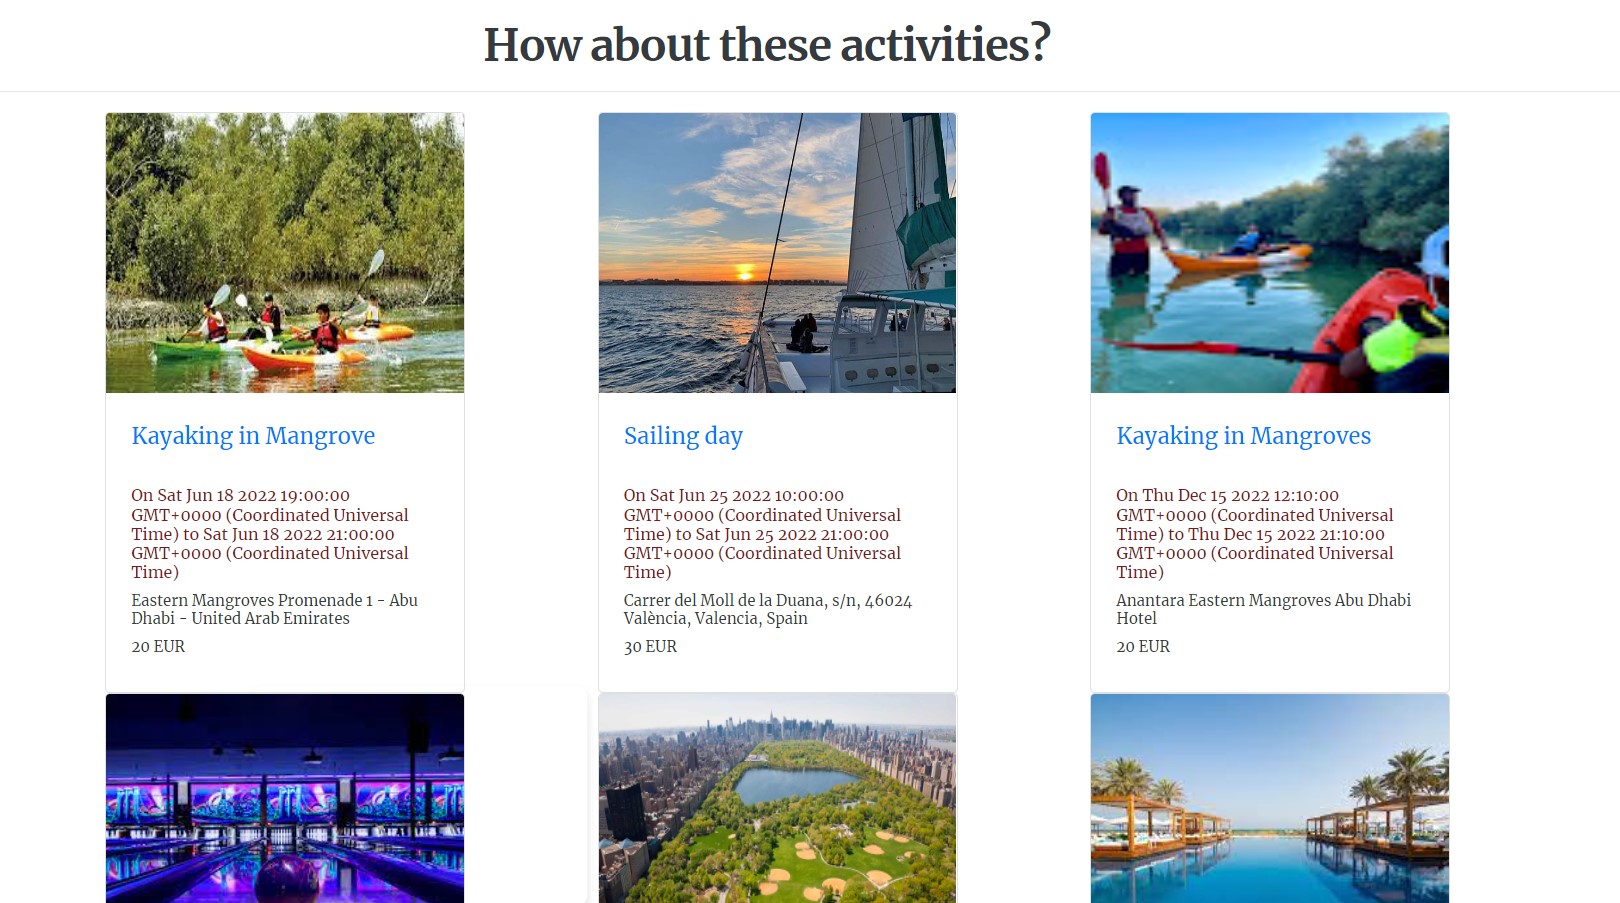 How about these activities?
Kayaking in Mangrove
On Sat Jun 18 2022 19:00:00
GMT+0000 (Coordinated Universal
Time) to Sat Jun 18 2022 21:00:00
GMT+0000 (Coordinated Universal
Time)
Eastern Mangroves Promenade 1 - Abu
Dhabi - United Arab Emirates
20 EUR
Sailing day
On Sat Jun 25 2022 10:00:00
GMT+0000 (Coordinated Universal
Time) to Sat Jun 25 2022 21:00:00
GMT+0000 (Coordinated Universal
Time)
Carrer del Moll de la Duana, s/n, 46024
València, Valencia, Spain
30 EUR
Kayaking in Mangroves
On Thu Dec 15 2022 12:10:00
GMT+0000 (Coordinated Universal
Time) to Thu Dec 15 2022 21:10:00
GMT+0000 (Coordinated Universal
Time)
Anantara Eastern Mangroves Abu Dhabi
Hotel
20 EUR